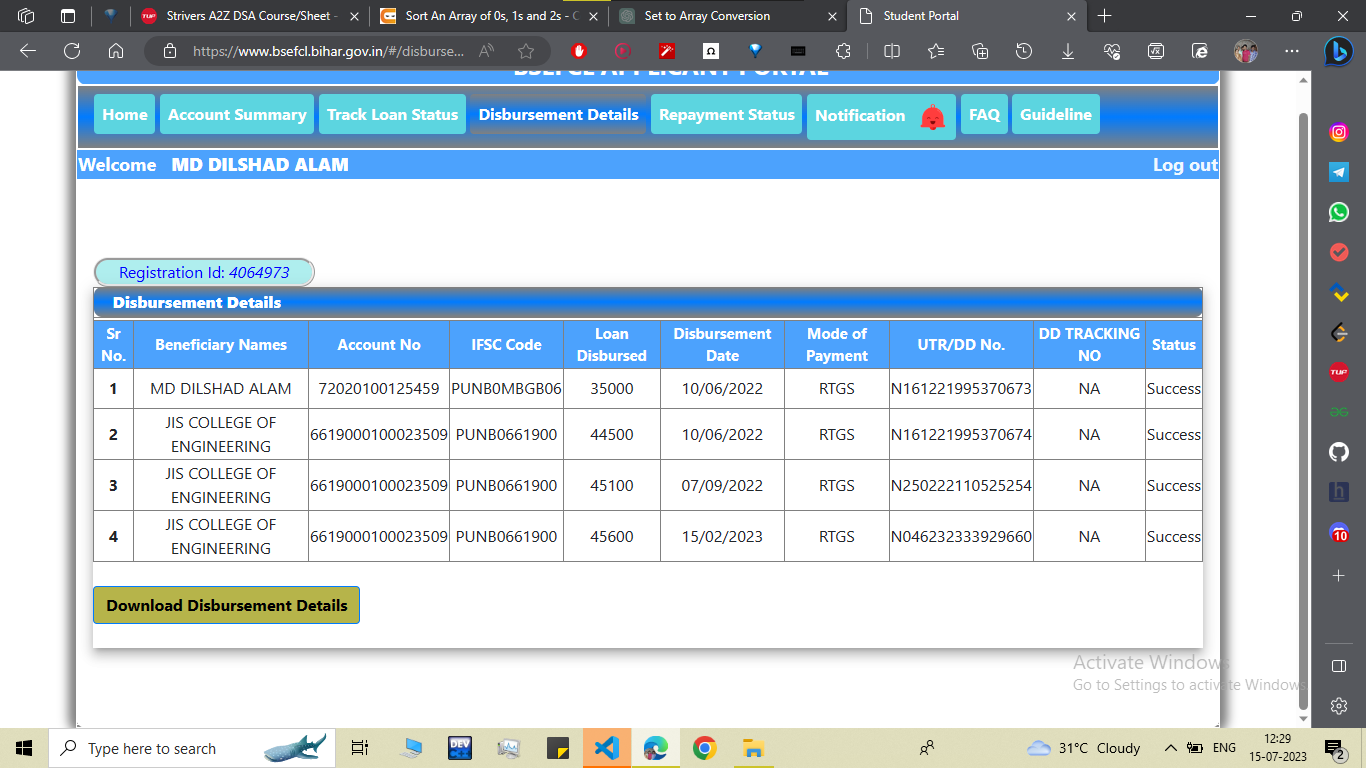 Strivers A2Z DSA Course/Sheet -
Sort An Array of 0s, 1s and 2s - C
Set to Array Conversion
Student Portal
https://www.bsefcl.bihar.gov.in/#/disburse...
Home
Account Summary
Track Loan Status
Disbursement Details
Repayment Status
Notification
FAQ
Guideline
Welcome MD DILSHAD ALAM
Log out
Registration Id: 4064973
Disbursement Details
Sr No. Beneficiary Names Account No IFSC Code Loan Disbursed Disbursement Date Mode of Payment UTR/DD No. DD TRACKING NO Status
1 MD DILSHAD ALAM 72020100125459 PUNB0MBGB06 35000 10/06/2022 RTGS N161221995370673 NA Success
2 JIS COLLEGE OF ENGINEERING 6619000100023509 PUNB0661900 44500 10/06/2022 RTGS N161221995370674 NA Success
3 JIS COLLEGE OF ENGINEERING 6619000100023509 PUNB0661900 45100 07/09/2022 RTGS N250222110525254 NA Success
4 JIS COLLEGE OF ENGINEERING 6619000100023509 PUNB0661900 45600 15/02/2023 RTGS N046232333929660 NA Success
Download Disbursement Details
Activate Windows
Go to Settings to activate Windows
Type here to search
DEV
31°C Cloudy
ENG
12:29
15-07-2023
2
10